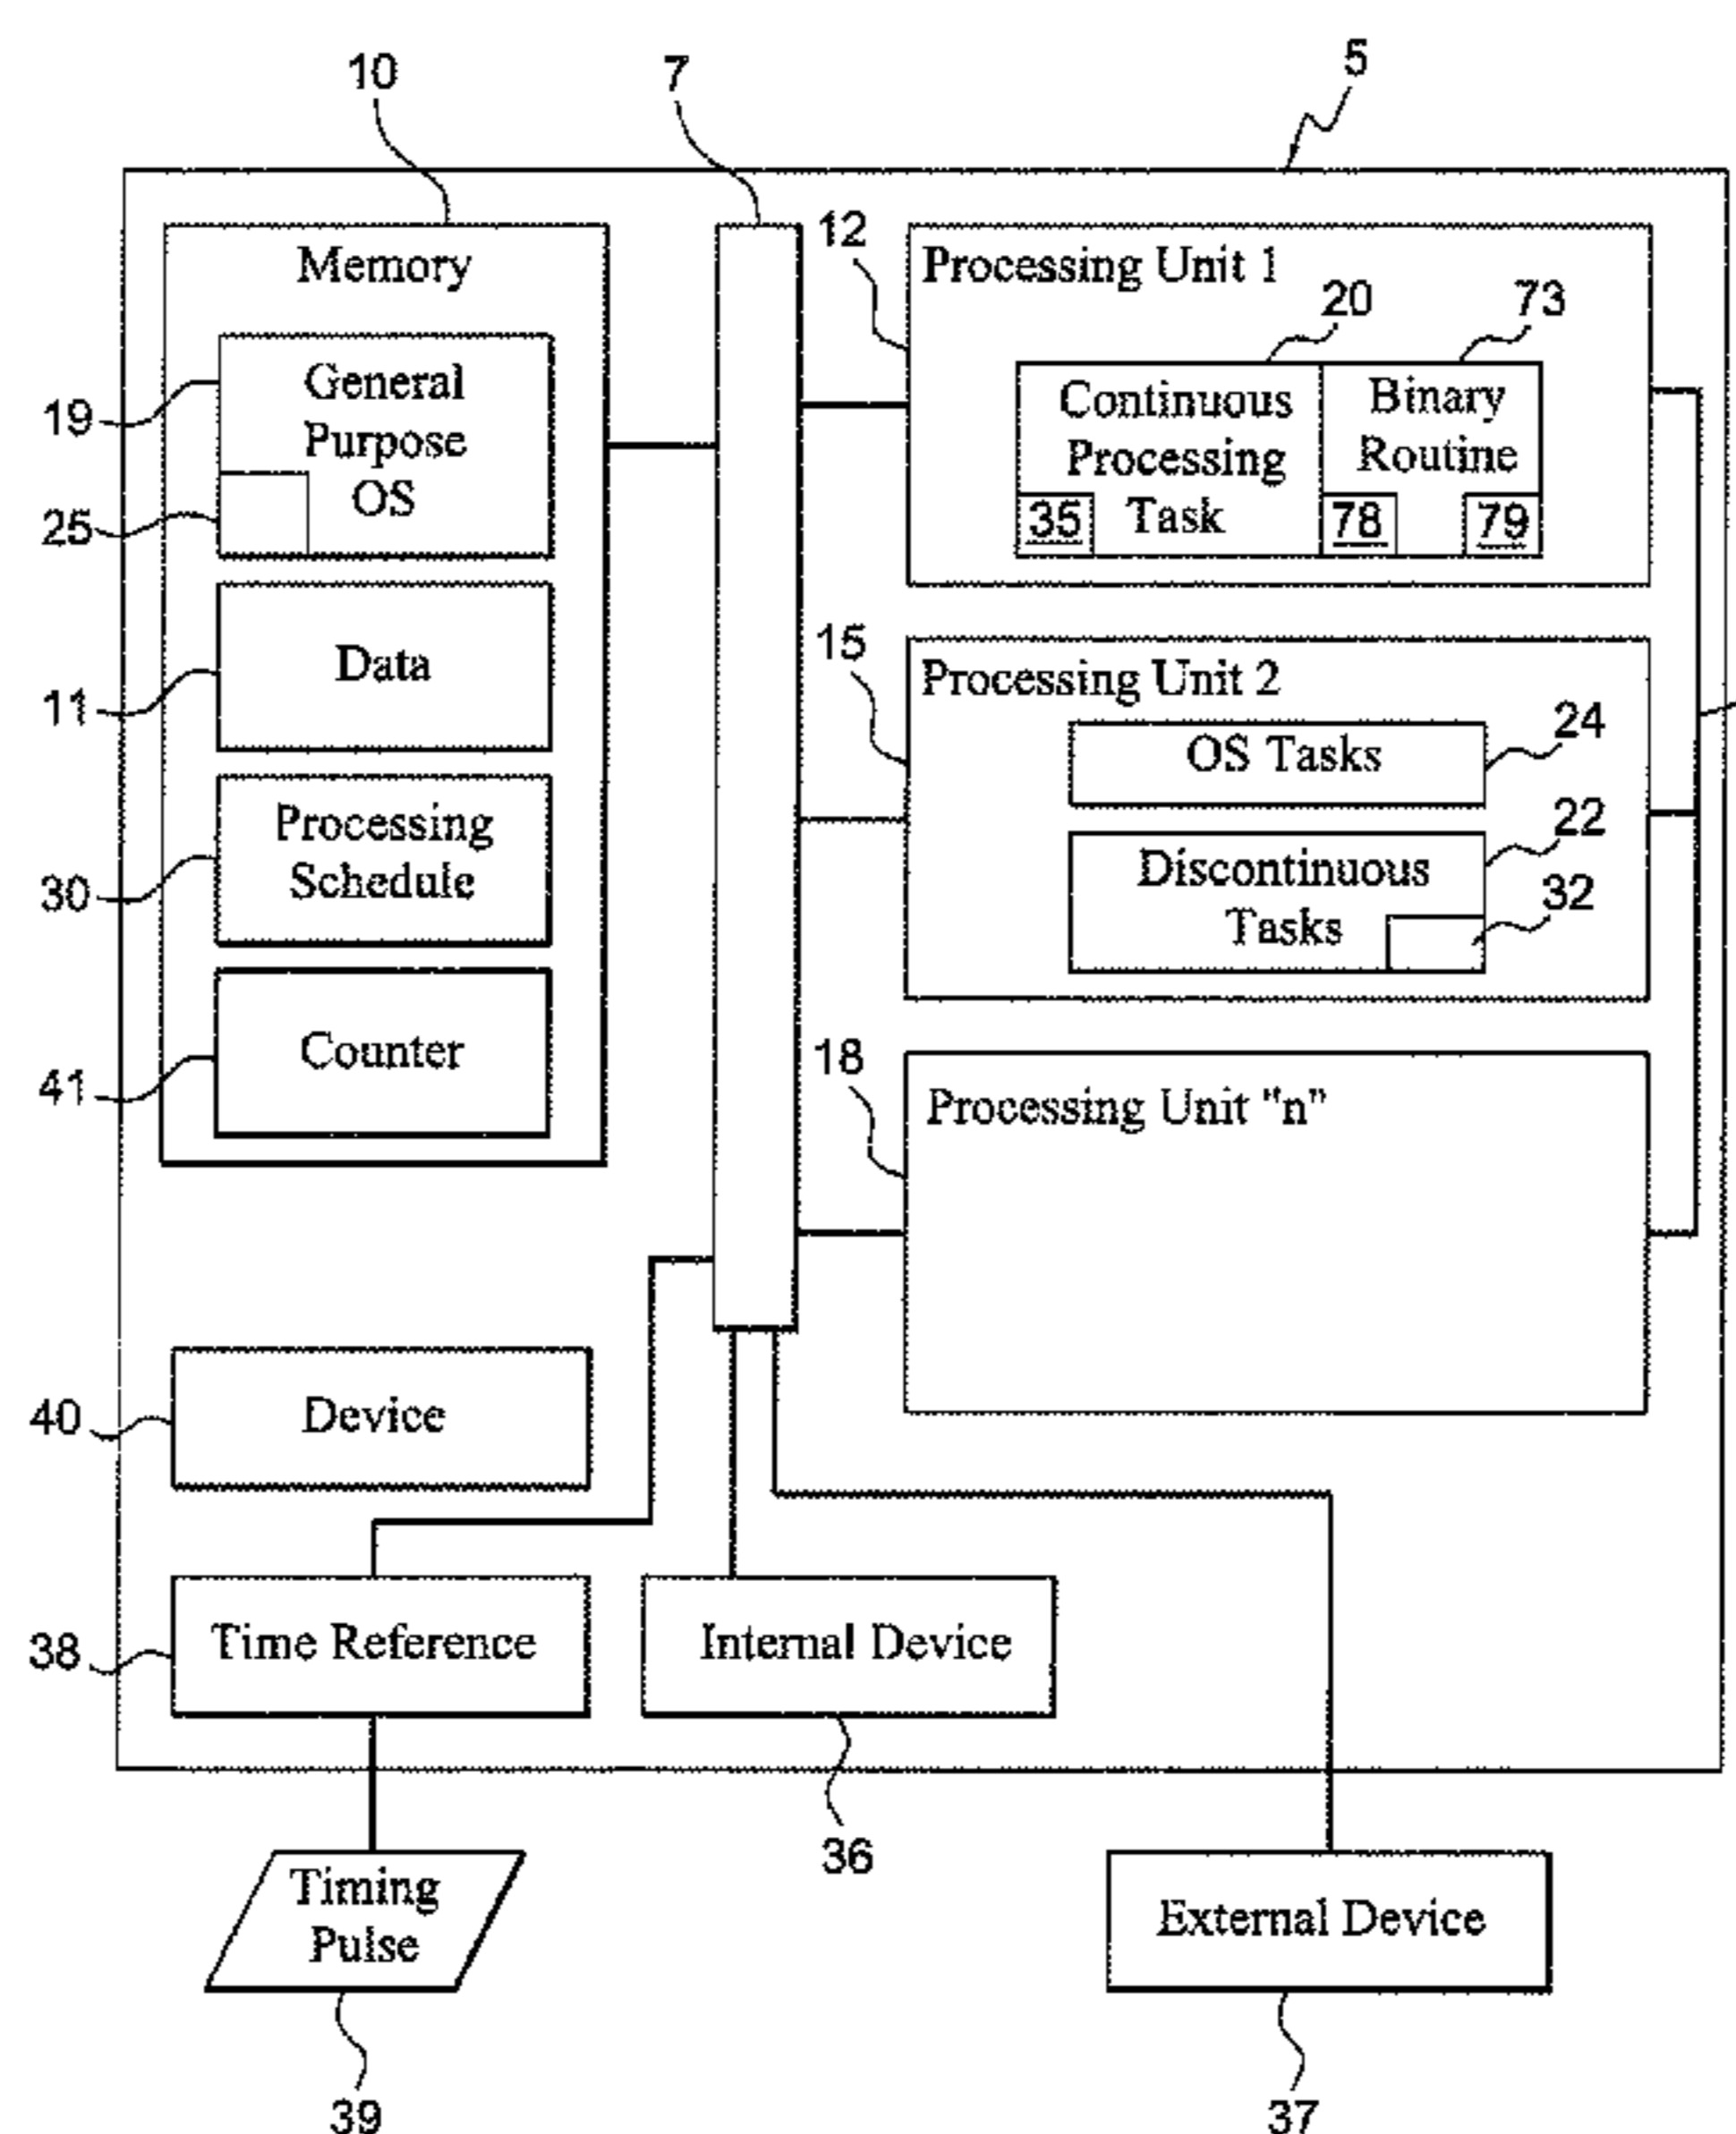 10
7
5
12
Memory
Processing Unit 1
20
73
General
Purpose
OS
19
25
Continuous
Processing
Task
Binary
Routine
35
78
79
15
Data
11
Processing Unit 2
OS Tasks
24
22
Processing
Schedule
30
Discontinuous
Tasks
32
18
Counter
41
Processing Unit "n"
Device
40
Time Reference
38
Internal Device
36
Timing
Pulse
External Device
39
37